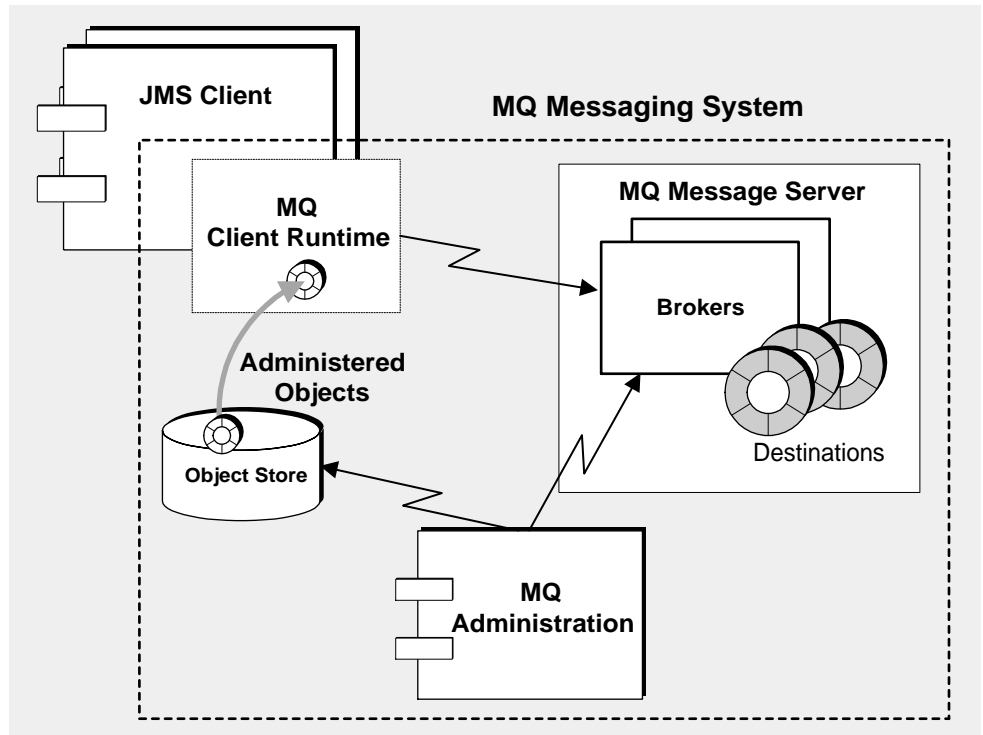 JMS Client
MQ Messaging System
MQ Message Server
MQ
Client Runtime
Brokers
Administered
Objects
Destinations
Object Store
MQ
Administration